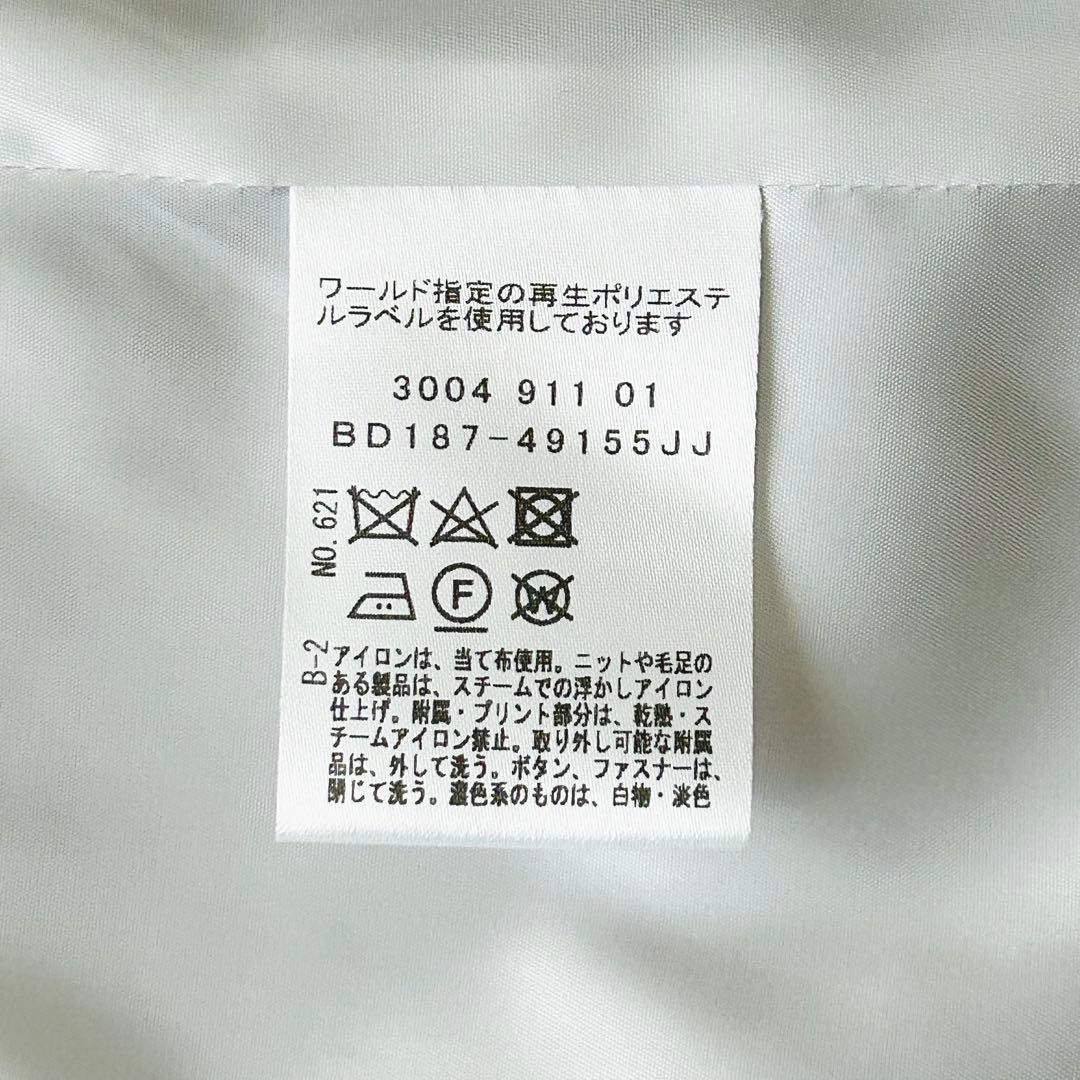 ワールド指定の再生ポリエステ
ルラベルを使用しております
3004 911 01
BD187-49155JJ
NO.621
F
W
B-2
アイロンは、当て布使用。ニットや毛足の
ある製品は、スチームでの浮かしアイロン
仕上げ。附属・プリント部分は、乾熱・ス
チームアイロン禁止。取り外し可能な附属
品は、外して洗う。ボタン、ファスナーは、
閉じて洗う。濃色系のものは、白物・淡色